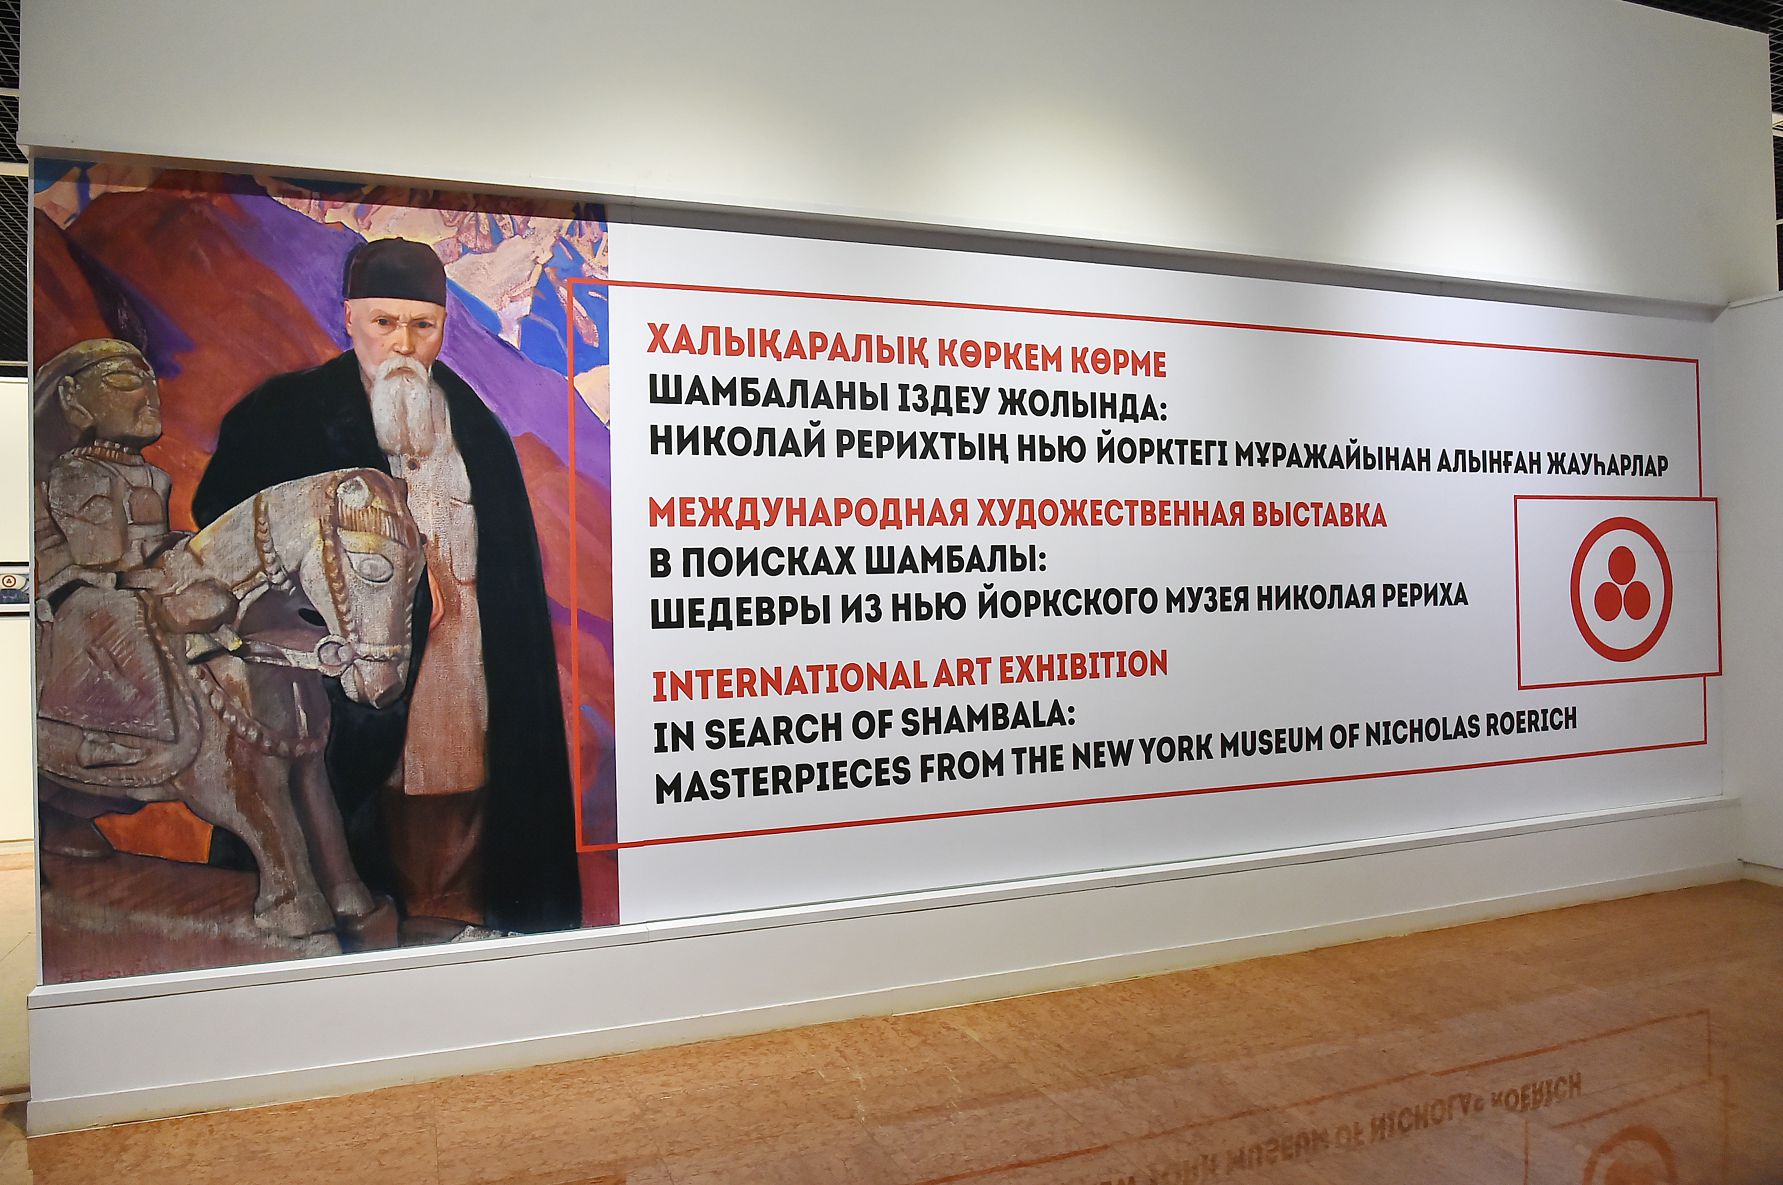 ХАЛЫҚАРАЛЫҚ КӨРКЕМ КӨРМЕ
ШАМБАЛАНЫ ІЗДЕУ ЖОЛЫНДА:
НИКОЛАЙ РЕРИХТЫҢ НЬЮ ЙОРКТЕГІ МҰРАЖАЙЫНАН АЛЫНҒАН ЖАУҺАРЛАР
МЕЖДУНАРОДНАЯ ХУДОЖЕСТВЕННАЯ ВЫСТАВКА
В ПОИСКАХ ШАМБАЛЫ:
ШЕДЕВРЫ ИЗ НЬЮ ЙОРКСКОГО МУЗЕЯ НИКОЛАЯ РЕРИХА
INTERNATIONAL ART EXHIBITION
IN SEARCH OF SHAMBALA:
MASTERPIECES FROM THE NEW YORK MUSEUM OF NICHOLAS ROERICH